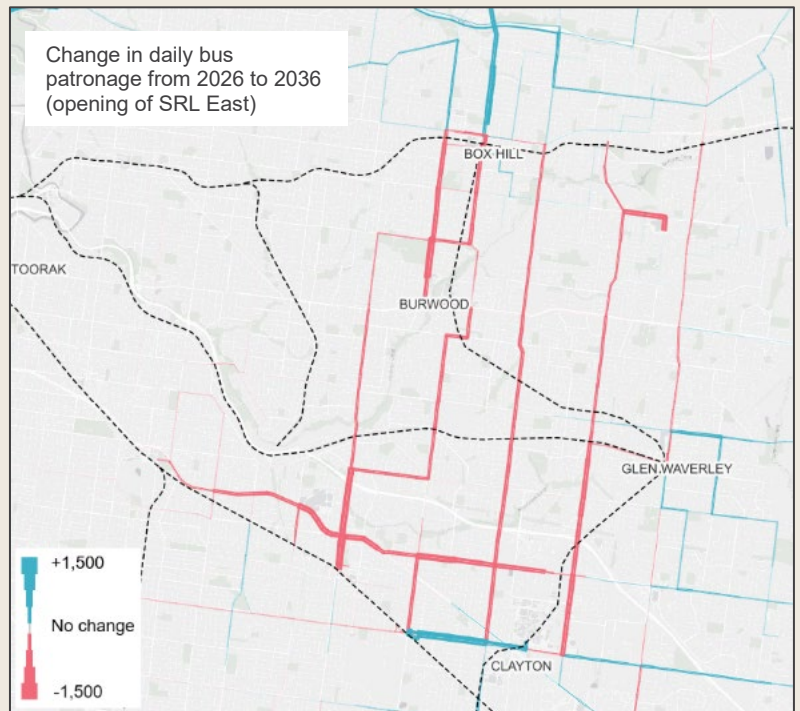 Change in daily bus
patronage from 2026 to 2036
(opening of SRL East)
BOX HILL
TOORAK
BURWOOD
GLEN WAVERLEY
+1,500
No change
-1,500
CLAYTON